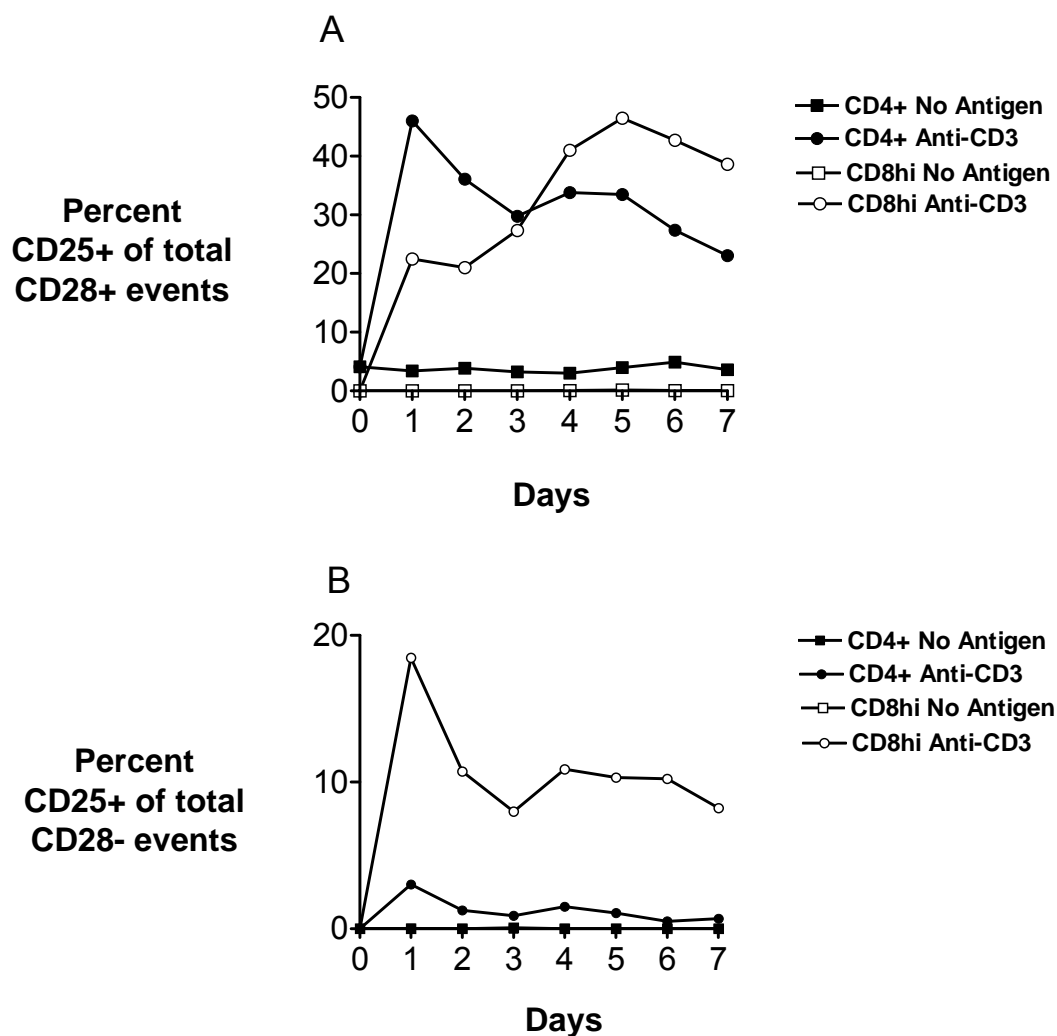 A
Percent
CD25+ of total
CD28+ events
50
40
30
20
10
0
0 1 2 3 4 5 6 7
Days
CD4+ No Antigen
CD4+ Anti-CD3
CD8hi No Antigen
CD8hi Anti-CD3
B
Percent
CD25+ of total
CD28- events
20
10
0
0 1 2 3 4 5 6 7
Days
CD4+ No Antigen
CD4+ Anti-CD3
CD8hi No Antigen
CD8hi Anti-CD3